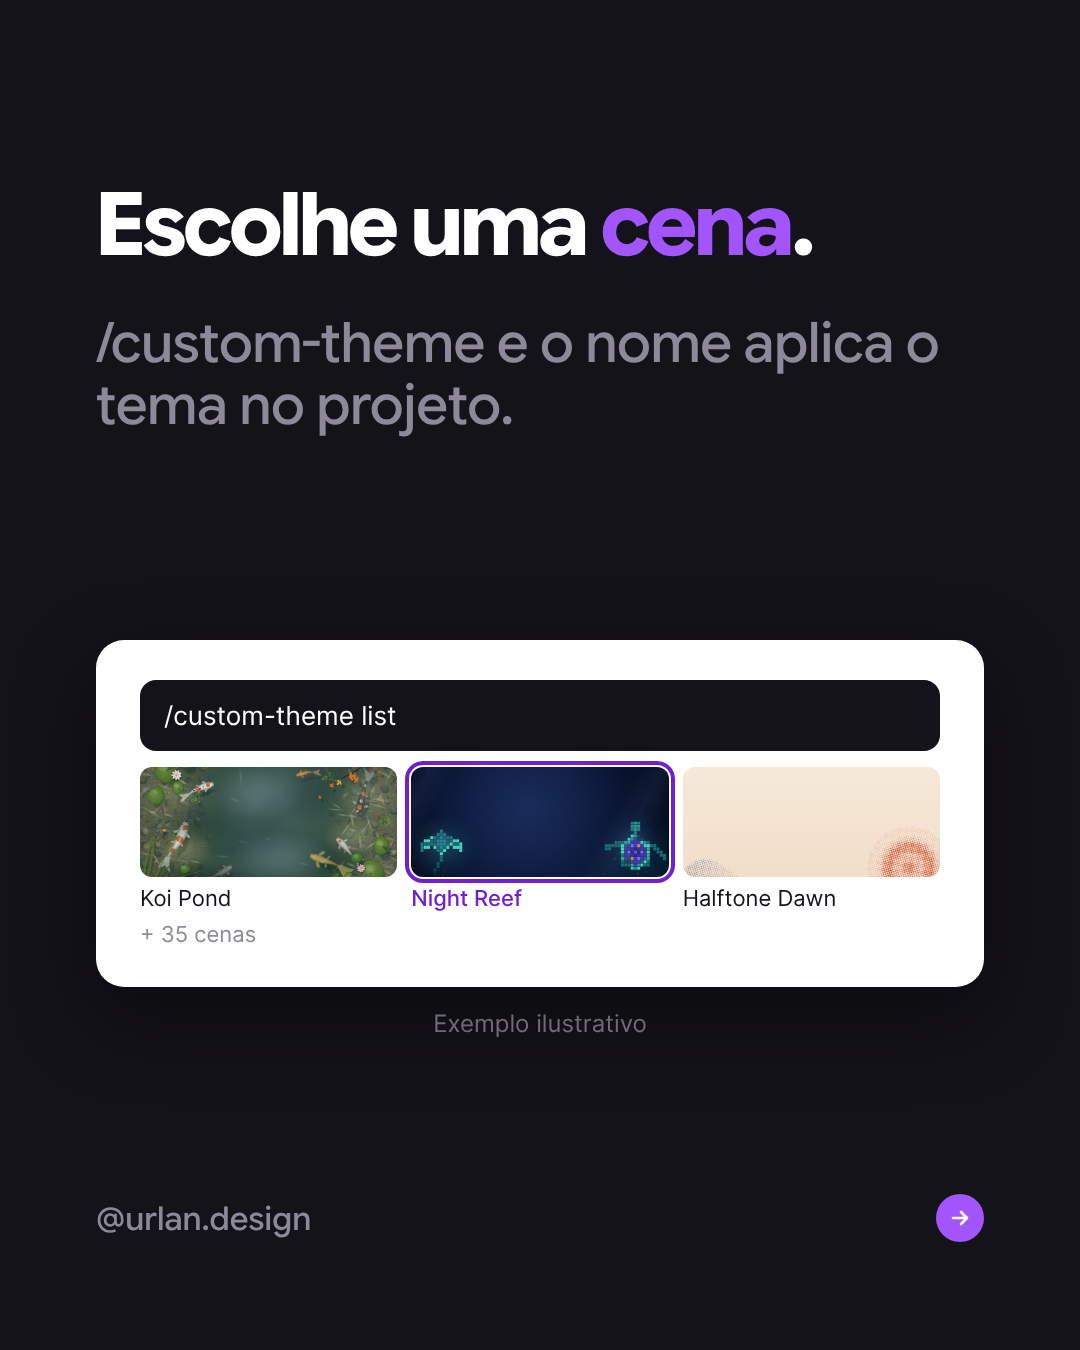 Escolhe uma cena.
/custom-theme e o nome aplica o
tema no projeto.
/custom-theme list
Koi Pond
Night Reef
Halftone Dawn
+ 35 cenas
Exemplo ilustrativo
@urlan.design